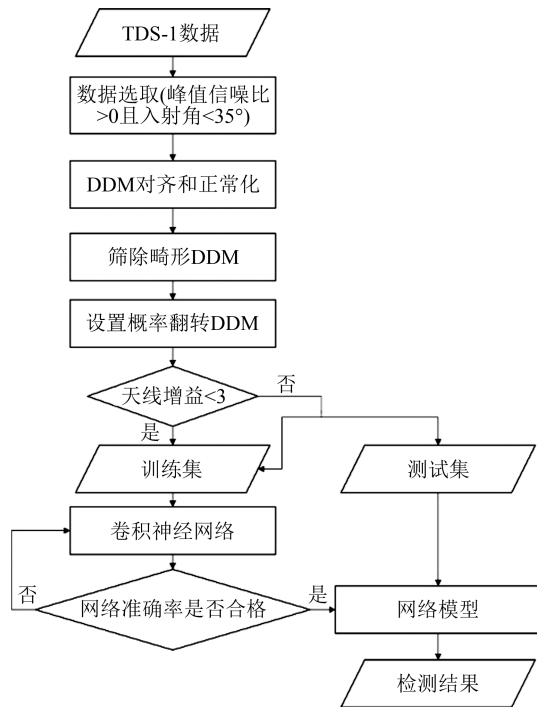 TDS-1数据
数据选取(峰值信噪比
>0且入射角<35°)
DDM对齐和正常化
筛除畸形DDM
设置概率翻转DDM
天线增益<3
否
是
训练集
测试集
卷积神经网络
否
网络准确率是否合格
是
网络模型
检测结果